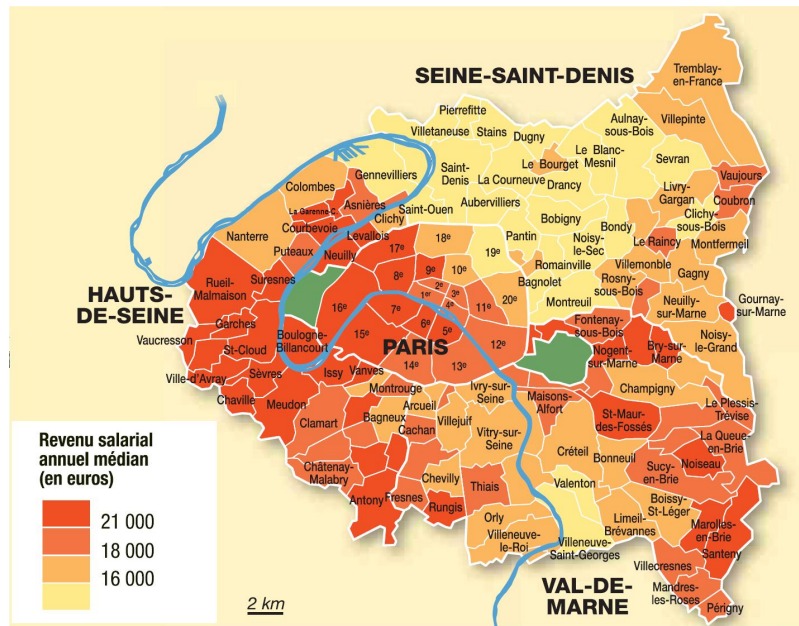 SEINE-SAINT-DENIS
Tremblay-
en-France
Pierrefitte
Villetaneuse
Stains
Dugny
Aulnay-
sous-Bois
Villepinte
Le Blanc-
Mesnil
Le Bourget
Sevran
Gennevilliers
Saint-
Denis
La Courneuve
Drancy
Vaujours
Coubron
Livry-
Gargan
Colombes
Asnières
La Garenne-C.
Clichy
Saint-Ouen
Aubervilliers
Bobigny
Bondy
Clichy-
sous-Bois
Courbevoie
Levallois
Nanterre
Puteaux
Neuilly
17e
18e
19e
Pantin
Noisy-
le-Sec
Le Raincy
Montfermeil
Romainville
Villemonble
Gagny
Bagnolet
Rosny-
sous-Bois
Montreuil
Neuilly-
sur-Marne
Gournay-
sur-Marne
8e
9e
10e
2e
3e
1er
4e
11e
20e
16e
7e
6e
5e
15e
PARIS
12e
14e
13e
HAUTS-
DE-SEINE
Rueil-
Malmaison
Suresnes
Garches
Vaucresson
St-Cloud
Boulogne-
Billancourt
Ville-d'Avray
Sèvres
Issy
Vanves
Chaville
Meudon
Montrouge
Clamart
Bagneux
Arcueil
Cachan
Villejuif
Ivry-sur-
Seine
Vitry-sur-
Seine
Maisons-
Alfort
Fontenay-
sous-Bois
Nogent-
sur-Marne
Bry-sur-
Marne
Noisy-
le-Grand
Champigny
St-Maur-
des-Fossés
Le Plessis-
Trévise
La Queue-
en-Brie
Châtenay-
Malabry
Antony
Fresnes
Chevilly
Rungis
Thiais
Créteil
Bonneuil
Sucy-
en-Brie
Noiseau
Valenton
Boissy-
St-Léger
Orly
Villeneuve-
le-Roi
Limeil-
Brévannes
Marolles-
en-Brie
Villeneuve-
Saint-Georges
Santeny
Villecresnes
Mandres-
les-Roses
Périgny
VAL-DE-
MARNE
Revenu salarial
annuel médian
(en euros)
21 000
18 000
16 000
2 km